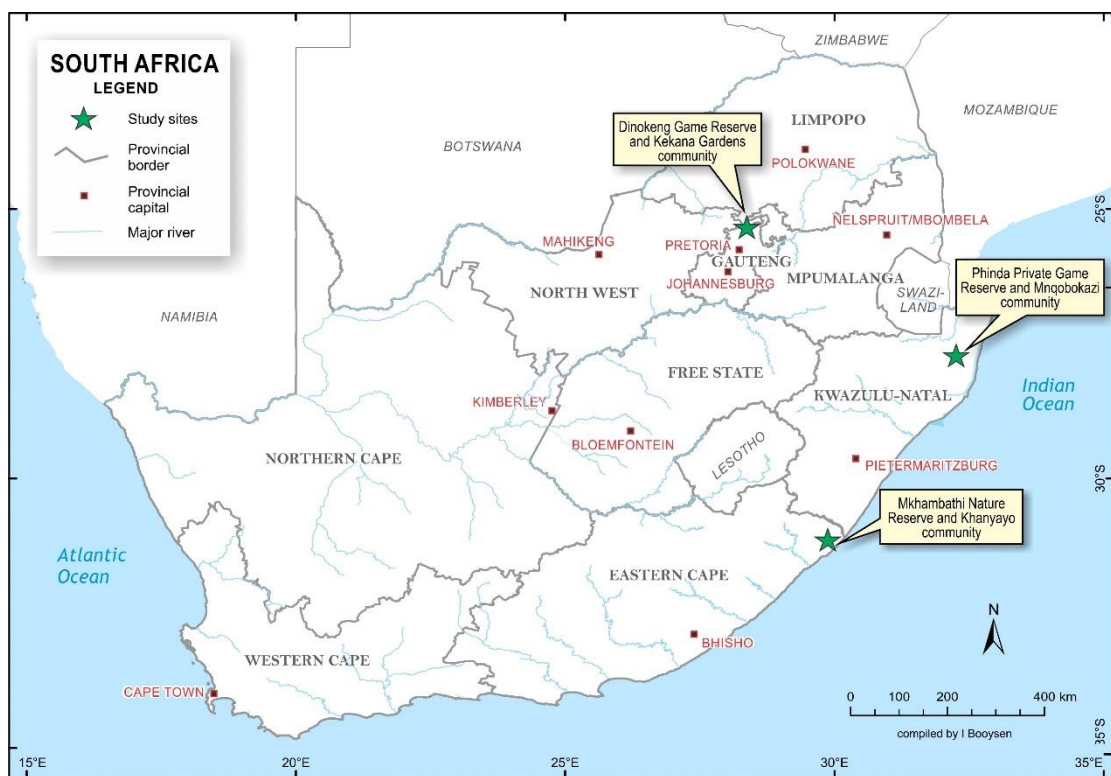 SOUTH AFRICA
LEGEND
Study sites
Provincial
border
Provincial
capital
Major river
ZIMBABWE
MOZAMBIQUE
BOTSWANA
NAMIBIA
LIMPOPO
Dinokeng Game Reserve
and Kekana Gardens
community
POLOKWANE
25°S
NELSPRUIT/MBOMBELA
MAHIKENG
PRETORIA
GAUTENG
JOHANNESBURG
MPUMALANGA
NORTH WEST
SWAZI-
LAND
Phinda Private Game
Reserve and Mnqobokazi
community
FREE STATE
KWAZULU-NATAL
Indian
Ocean
KIMBERLEY
BLOEMFONTEIN
NORTHERN CAPE
LESOTHO
PIETERMARITZBURG
30°S
Mkhambathi Nature
Reserve and Khanyayo
community
Atlantic
Ocean
EASTERN CAPE
BHISHO
WESTERN CAPE
CAPE TOWN
N
0 100 200 300 400 km
compiled by I Booysen
35°S
15°E
20°E
25°E
30°E
35°E